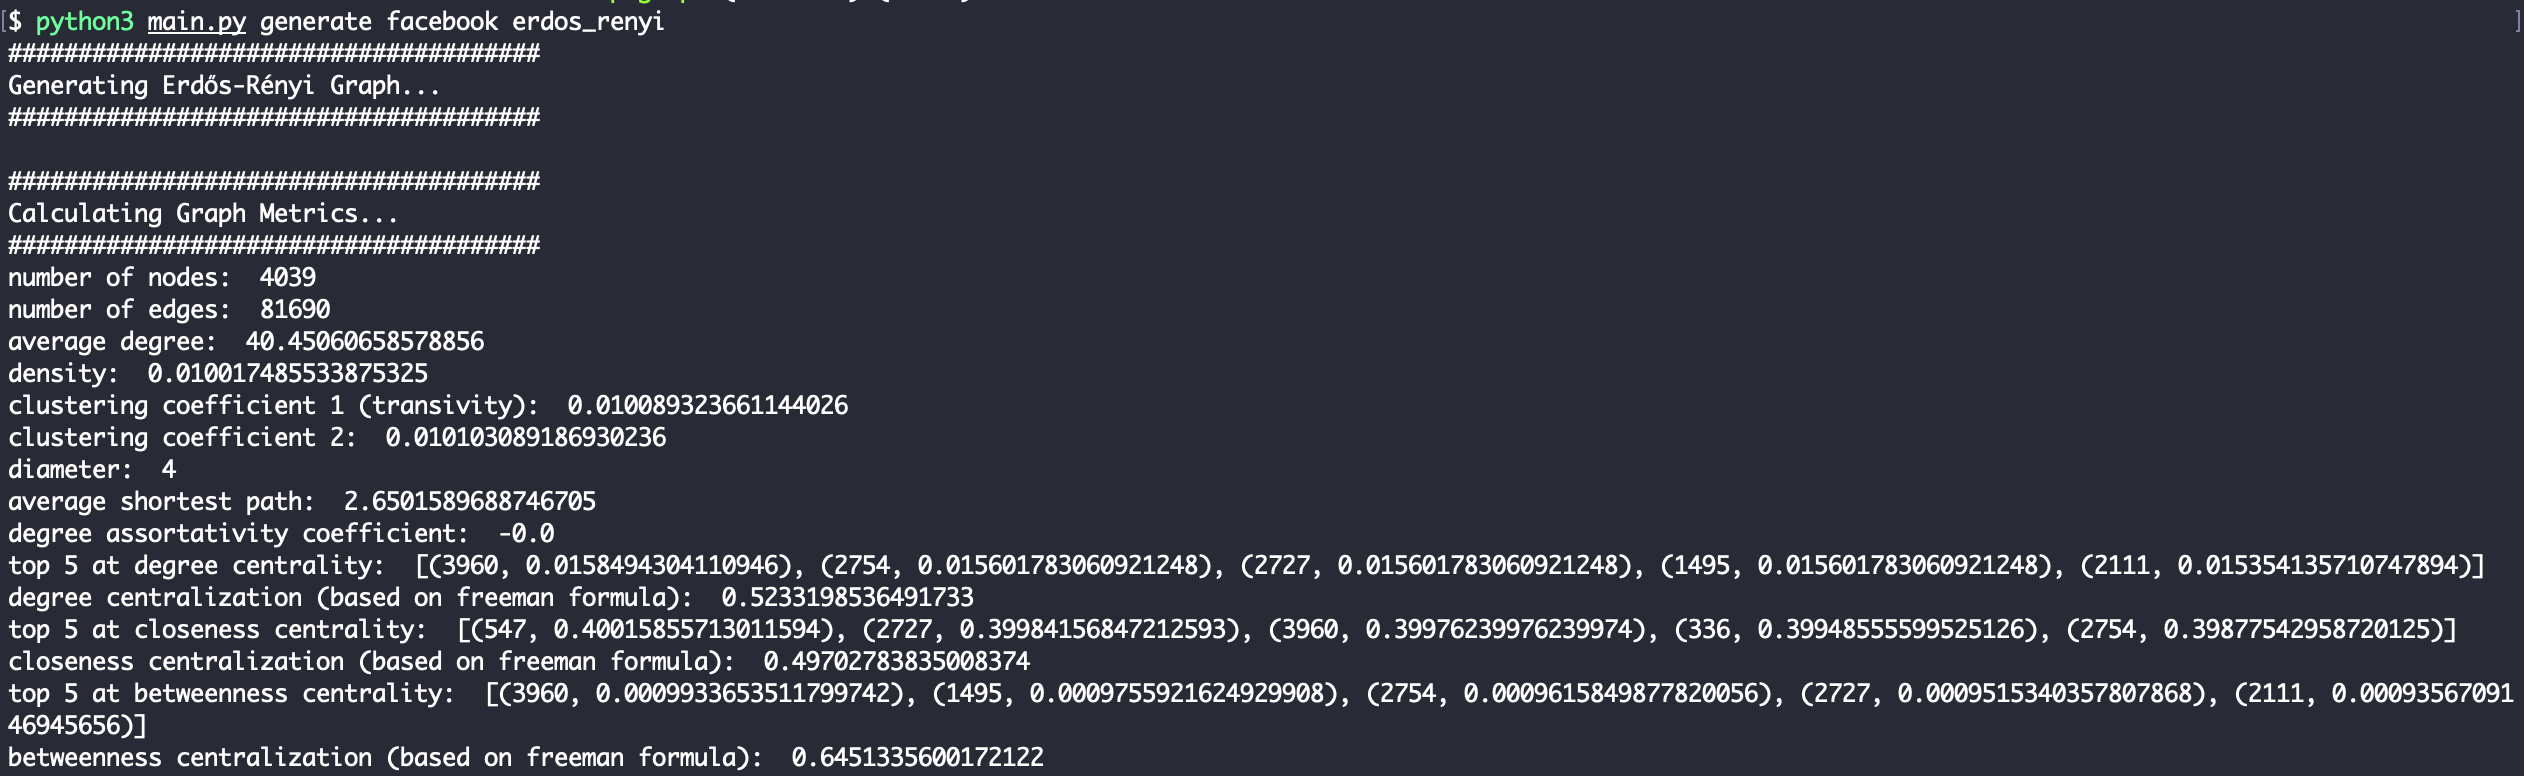 [$ python3 main.py generate facebook erdos_renyi ]
######################################
Generating Erdős-Rényi Graph...
######################################

######################################
Calculating Graph Metrics...
######################################
number of nodes:  4039
number of edges:  81690
average degree:  40.45060658578856
density:  0.010017485533875325
clustering coefficient 1 (transivity):  0.010089323661144026
clustering coefficient 2:  0.010103089186930236
diameter:  4
average shortest path:  2.6501589688746705
degree assortativity coefficient:  -0.0
top 5 at degree centrality:  [(3960, 0.0158494304110946), (2754, 0.015601783060921248), (2727, 0.015601783060921248), (1495, 0.015601783060921248), (2111, 0.015354135710747894)]
degree centralization (based on freeman formula):  0.5233198536491733
top 5 at closeness centrality:  [(547, 0.40015855713011594), (2727, 0.39984156847212593), (3960, 0.39976239976239974), (336, 0.39948555599525126), (2754, 0.39877542958720125)]
closeness centralization (based on freeman formula):  0.49702783835008374
top 5 at betweenness centrality:  [(3960, 0.0009933653511799742), (1495, 0.0009755921624929908), (2754, 0.0009615849877820056), (2727, 0.0009515340357807868), (2111, 0.00093567091
46945656)]
betweenness centralization (based on freeman formula):  0.6451335600172122